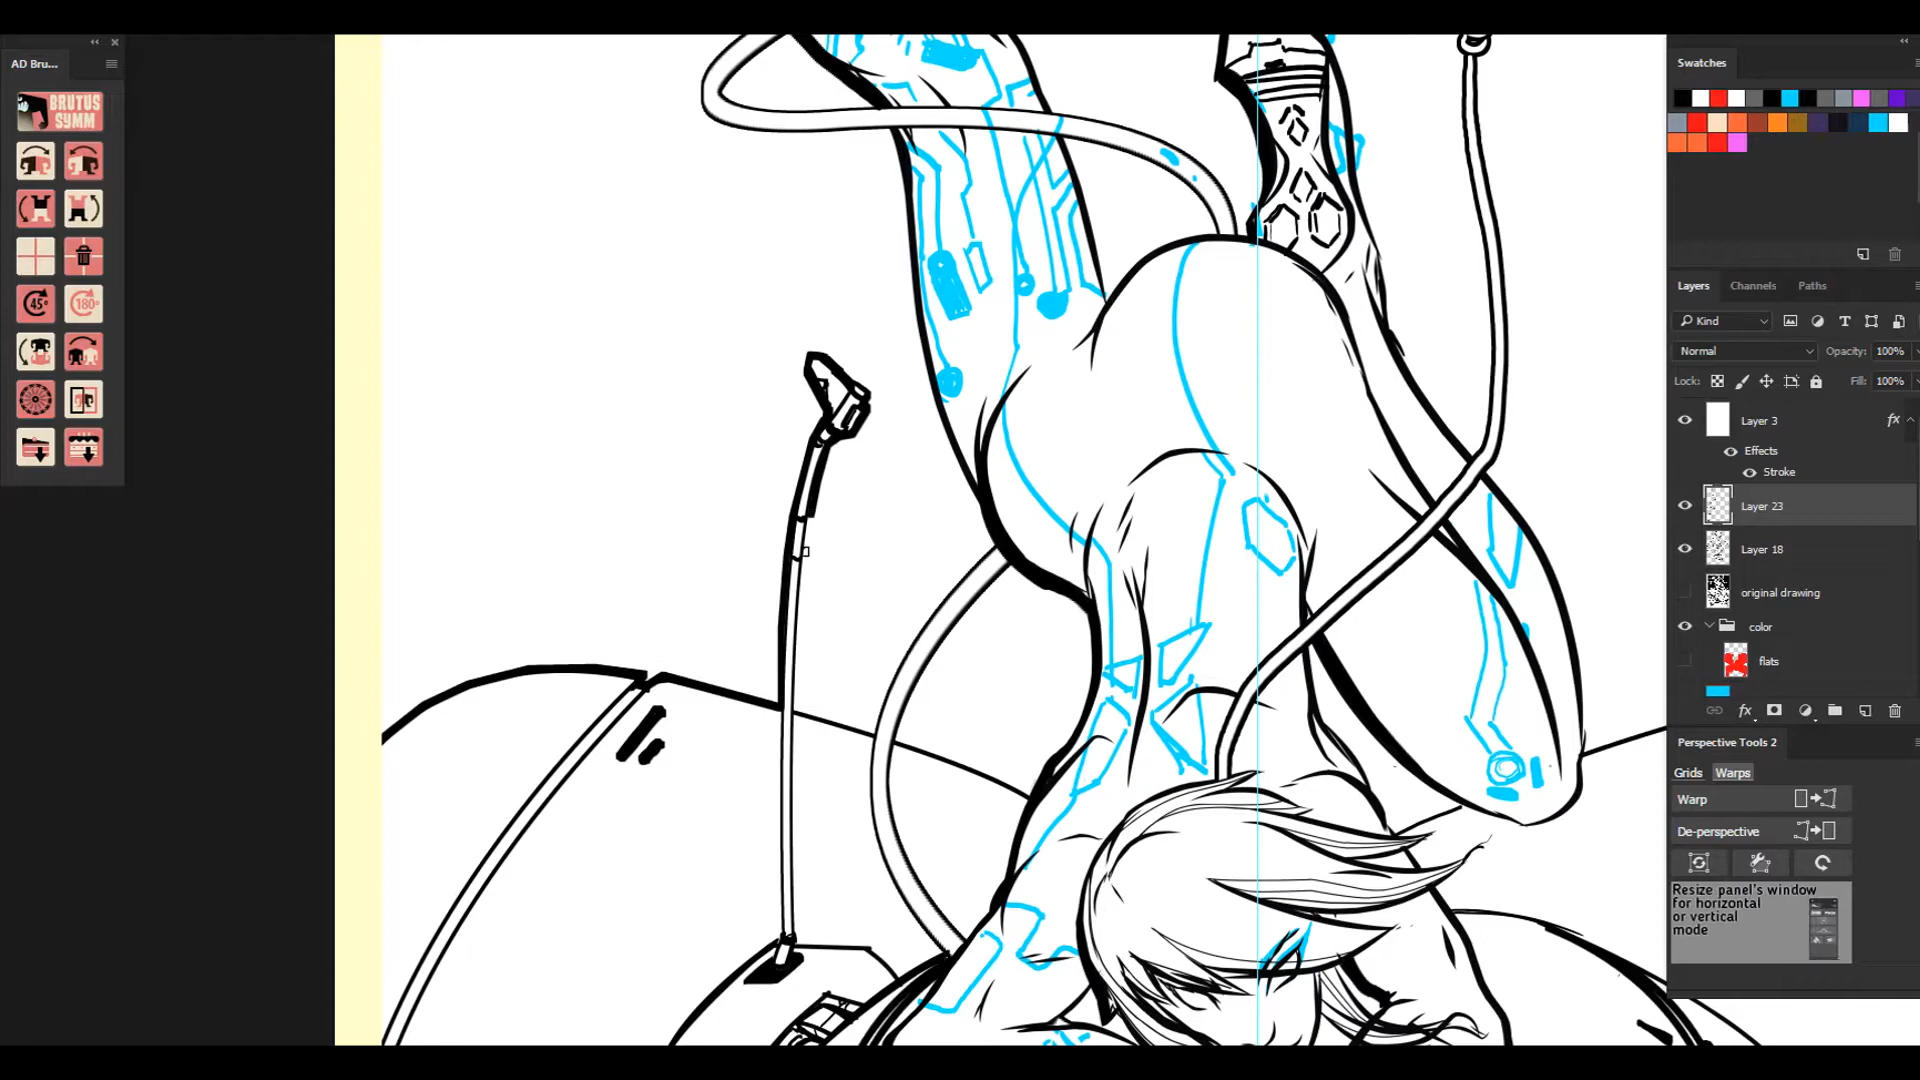 AD Bru...
BRUTUS
SYMM
45°
180°
Swatches
Layers Channels Paths
Kind
Normal Opacity: 100%
Lock: Fill: 100%
Layer 3 fx
Effects
Stroke
Layer 23
Layer 18
original drawing
color
flats
fx
Perspective Tools 2
Grids Warps
Warp
De-perspective
Resize panel's window
for horizontal
or vertical
mode